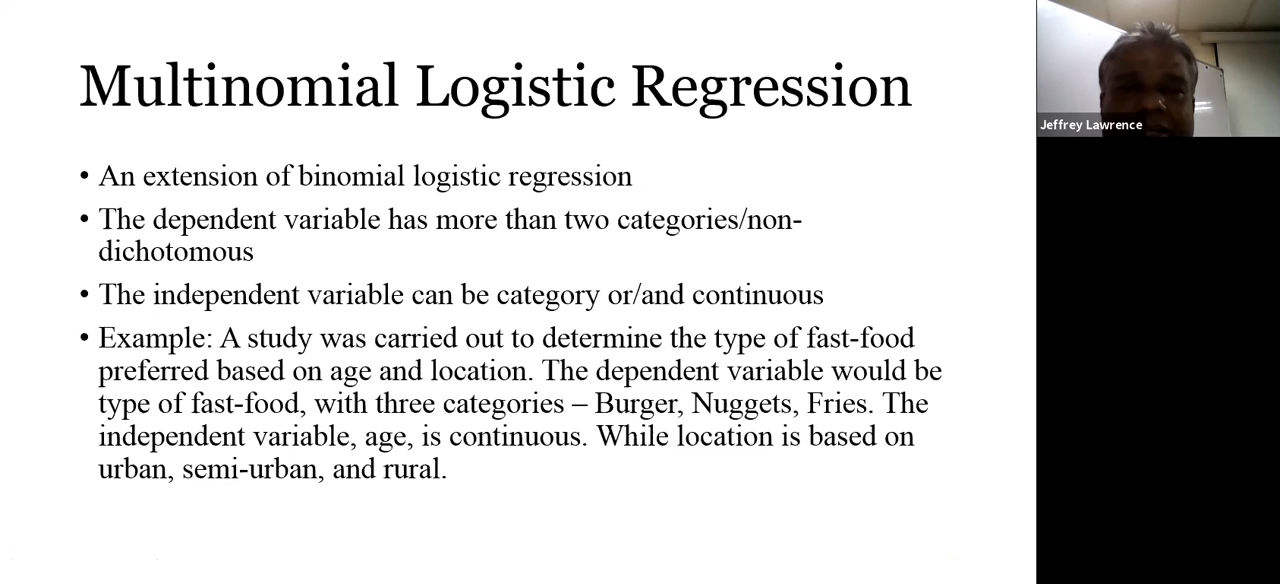 Multinomial Logistic Regression
• An extension of binomial logistic regression
• The dependent variable has more than two categories/non-
dichotomous
• The independent variable can be category or/and continuous
• Example: A study was carried out to determine the type of fast-food
preferred based on age and location. The dependent variable would be
type of fast-food, with three categories – Burger, Nuggets, Fries. The
independent variable, age, is continuous. While location is based on
urban, semi-urban, and rural.
Jeffrey Lawrence